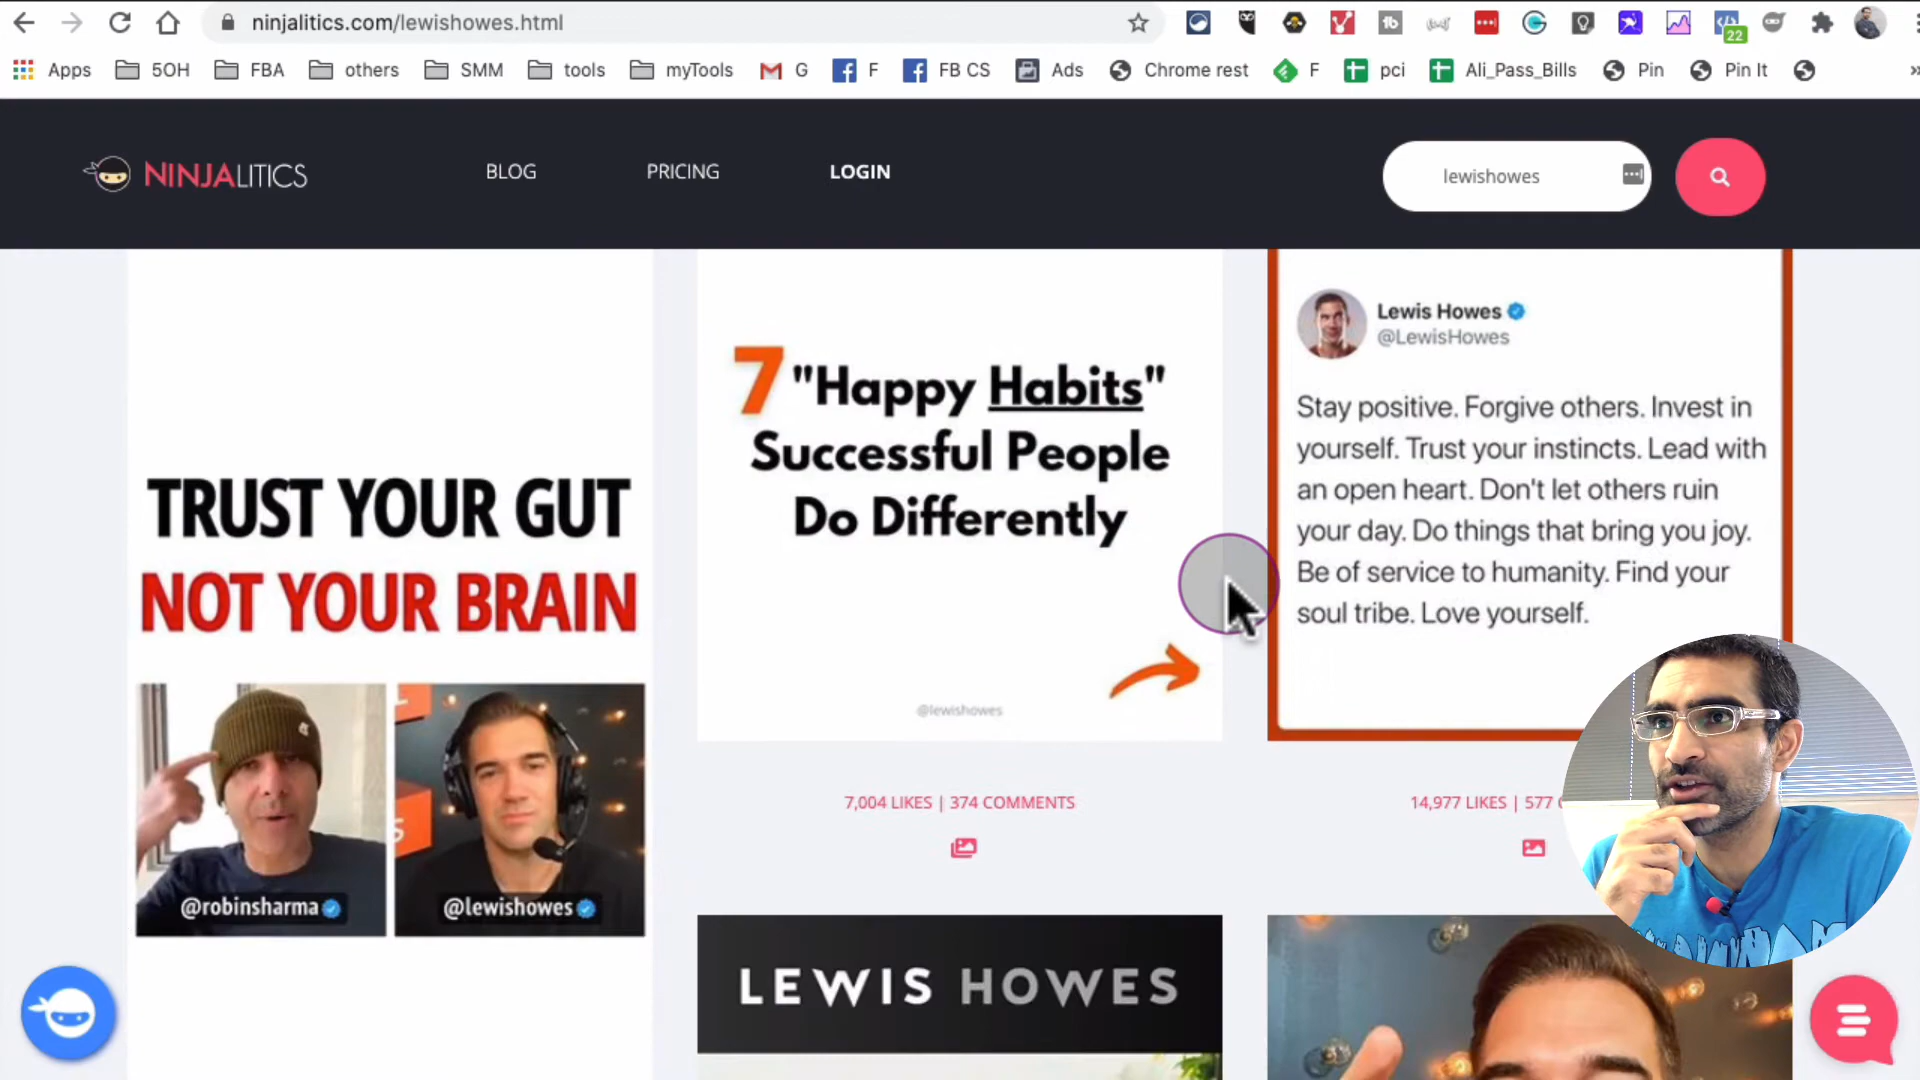 ninjalitics.com/lewishowes.html
22
Apps
5OH
FBA
others
SMM
tools
myTools
G
F
FB CS
Ads
Chrome rest
F
pci
Ali_Pass_Bills
Pin
Pin It
»
NINJALITICS
BLOG
PRICING
LOGIN
lewishowes
TRUST YOUR GUT
NOT YOUR BRAIN
@robinsharma
@lewishowes
7 "Happy Habits"
Successful People
Do Differently
@lewishowes
7,004 LIKES | 374 COMMENTS
LEWIS HOWES
Lewis Howes
@LewisHowes
Stay positive. Forgive others. Invest in
yourself. Trust your instincts. Lead with
an open heart. Don't let others ruin
your day. Do things that bring you joy.
Be of service to humanity. Find your
soul tribe. Love yourself.
14,977 LIKES | 577